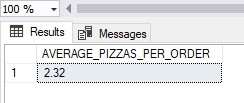 100 %
Results Messages
AVERAGE_PIZZAS_PER_ORDER
1 2.32